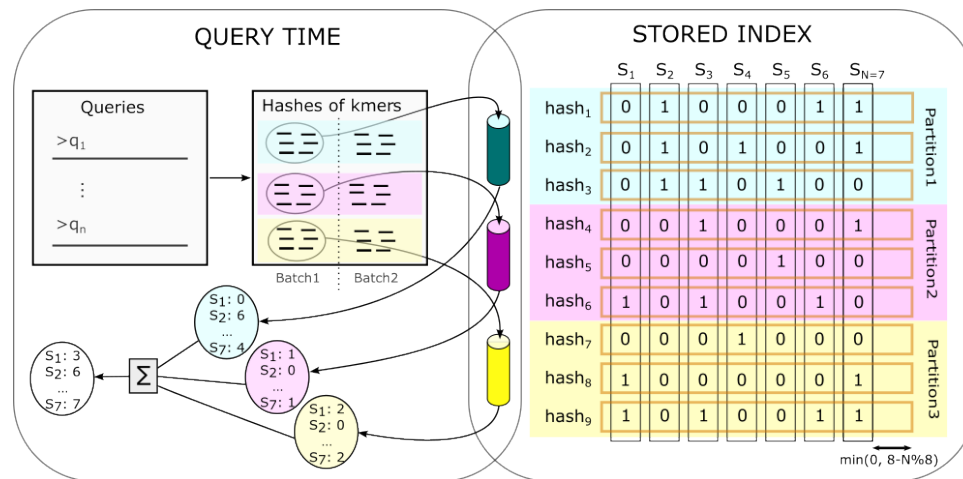 QUERY TIME
Queries
>q1
⋮
>qn
Hashes of kmers
Batch1 Batch2
S1: 0
S2: 6
...
S7: 4
S1: 1
S2: 0
...
S7: 1
S1: 2
S2: 0
...
S7: 2
Σ
S1: 3
S2: 6
...
S7: 7
STORED INDEX
S1 S2 S3 S4 S5 S6 SN=7
hash1 0 1 0 0 0 1 1
hash2 0 1 0 1 0 0 1
hash3 0 1 1 0 1 0 0
Partition1
hash4 0 0 1 0 0 0 1
hash5 0 0 0 0 1 0 0
hash6 1 0 1 0 0 1 0
Partition2
hash7 0 0 0 1 0 0 0
hash8 1 0 0 0 0 0 1
hash9 1 0 1 0 0 1 1
Partition3
min(0, 8-N%8)